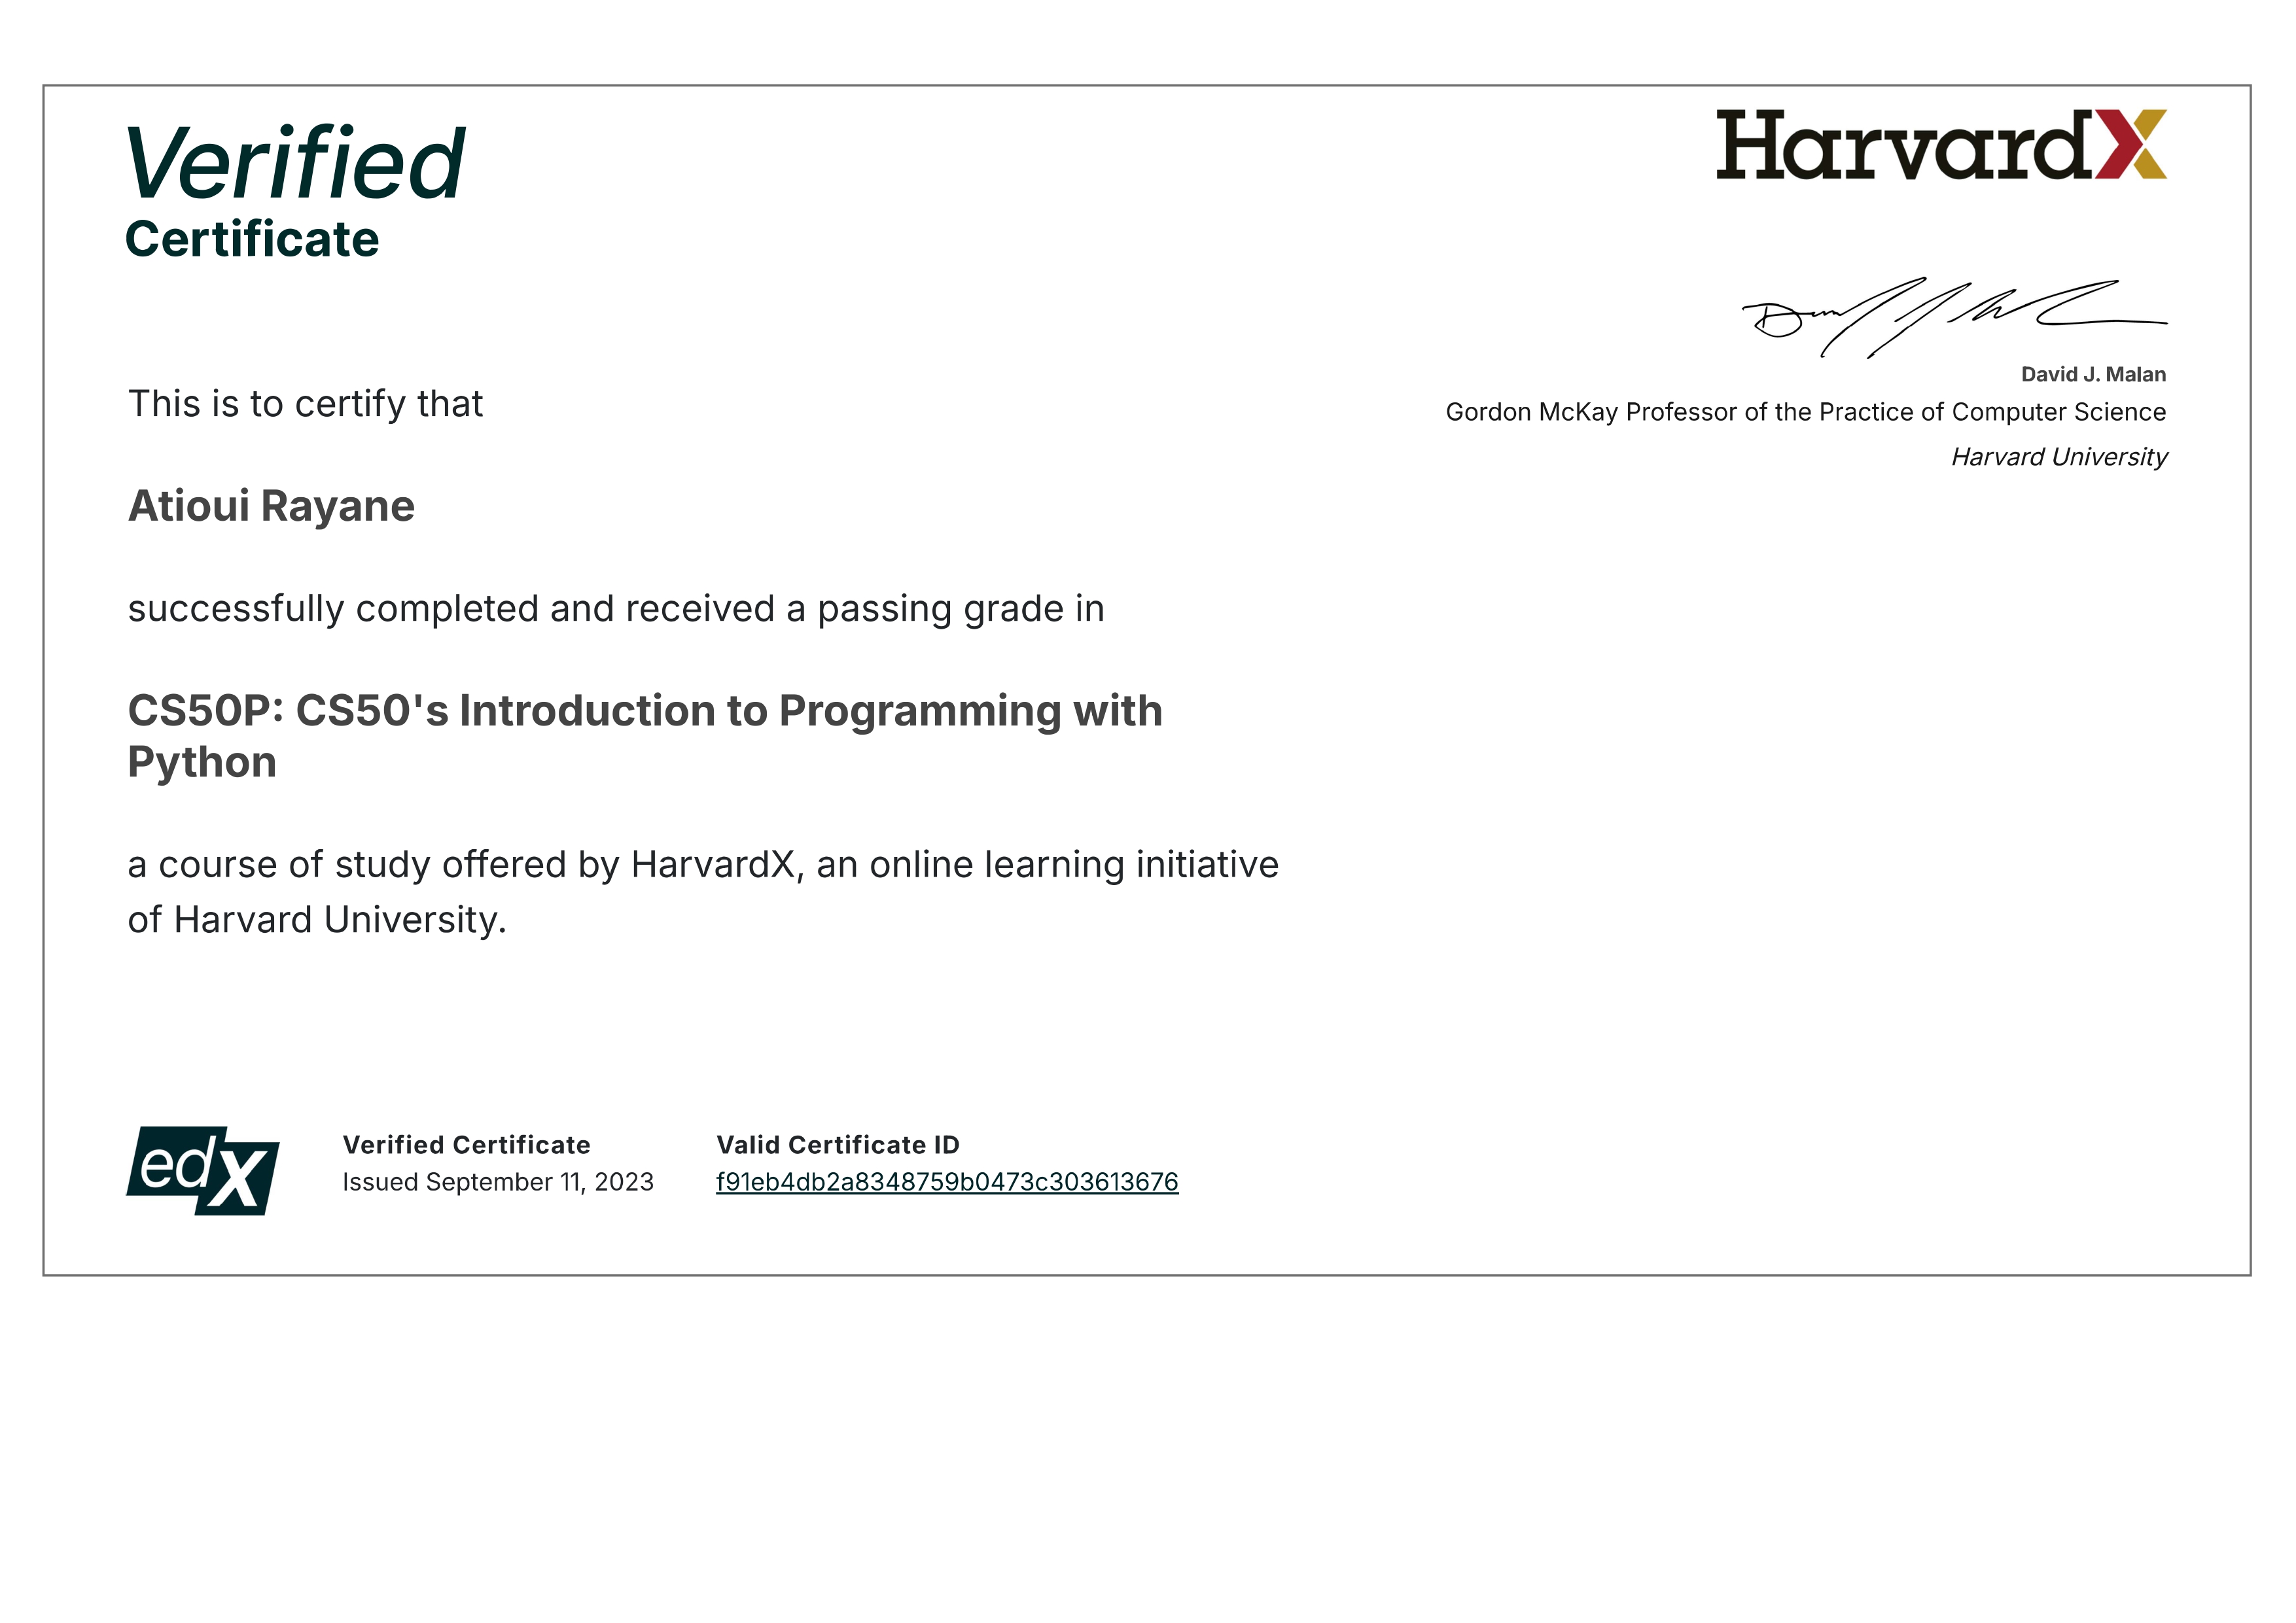 Verified
Certificate
HarvardX
David J. Malan
Gordon McKay Professor of the Practice of Computer Science
Harvard University
This is to certify that
Atioui Rayane
successfully completed and received a passing grade in
CS50P: CS50's Introduction to Programming with
Python
a course of study offered by HarvardX, an online learning initiative
of Harvard University.
edX
Verified Certificate
Issued September 11, 2023
Valid Certificate ID
f91eb4db2a8348759b0473c303613676